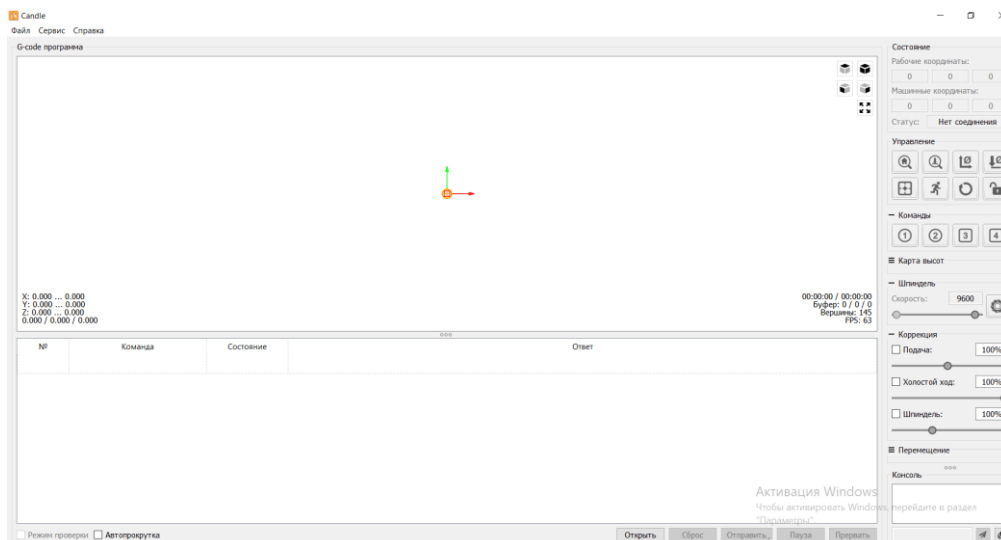 Candle
Файл Сервис Справка
G-code программа
X: 0.000 ... 0.000
Y: 0.000 ... 0.000
Z: 0.000 ... 0.000
0.000 / 0.000 / 0.000
00:00:00 / 00:00:00
Буфер: 0 / 0 / 0
Вершины: 145
FPS: 63
№ Команда Состояние Ответ
Режим проверки Автопрокрутка
Открыть Сброс Отправить Пауза Прервать
Состояние
Рабочие координаты:
0 0 0
Машинные координаты:
0 0 0
Статус: Нет соединения
Управление
Команды
1 2 3 4
Карта высот
Шпиндель
Скорость: 9600
Коррекция
Подача: 100%
Холостой ход: 100%
Шпиндель: 100%
Перемещение
Консоль
Активация Windows
Чтобы активировать Windows, перейдите в раздел
"Параметры".